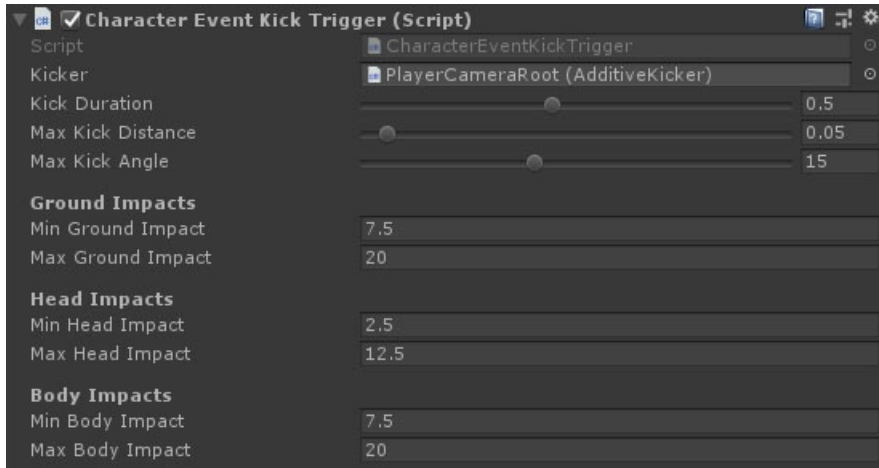 Character Event Kick Trigger (Script)
Script CharacterEventKickTrigger
Kicker PlayerCameraRoot (AdditiveKicker)
Kick Duration 0.5
Max Kick Distance 0.05
Max Kick Angle 15
Ground Impacts
Min Ground Impact 7.5
Max Ground Impact 20
Head Impacts
Min Head Impact 2.5
Max Head Impact 12.5
Body Impacts
Min Body Impact 7.5
Max Body Impact 20